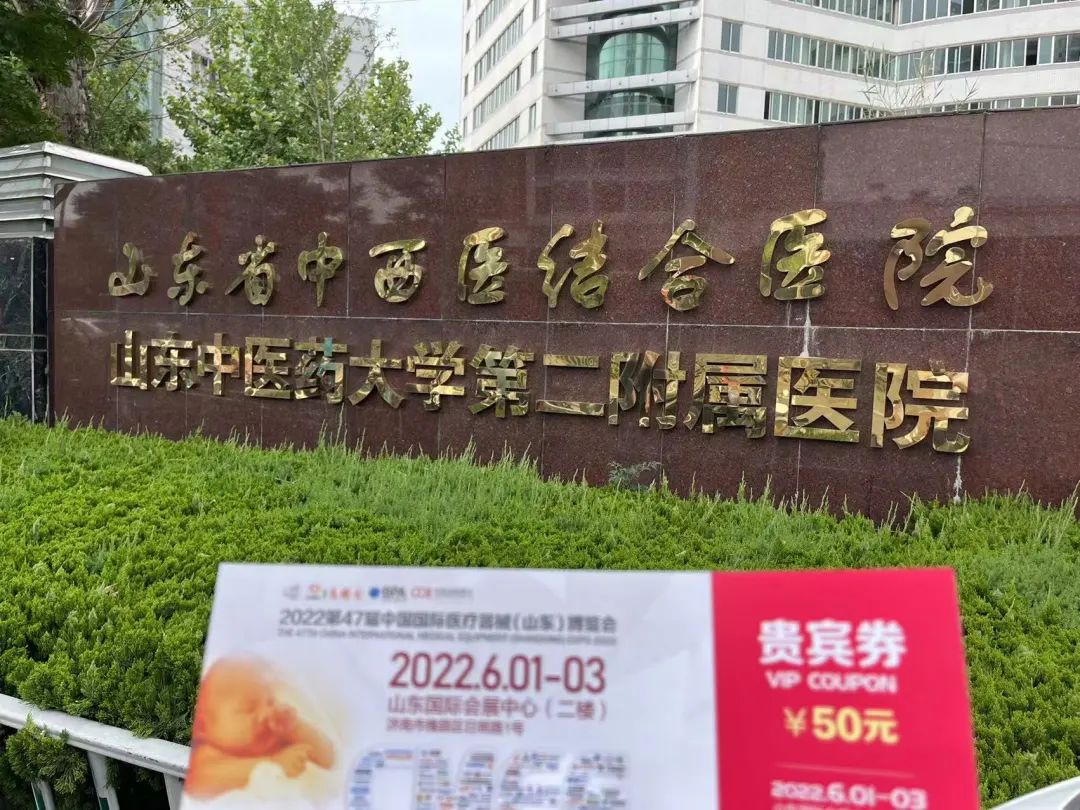 山东省中西医结合医院
山东中医药大学第二附属医院
2022第47届中国国际医疗器械(山东)博览会
2022.6.01-03
山东国际会展中心(二楼)
贵宾券
VIP COUPON
¥50元
2022.6.01-03